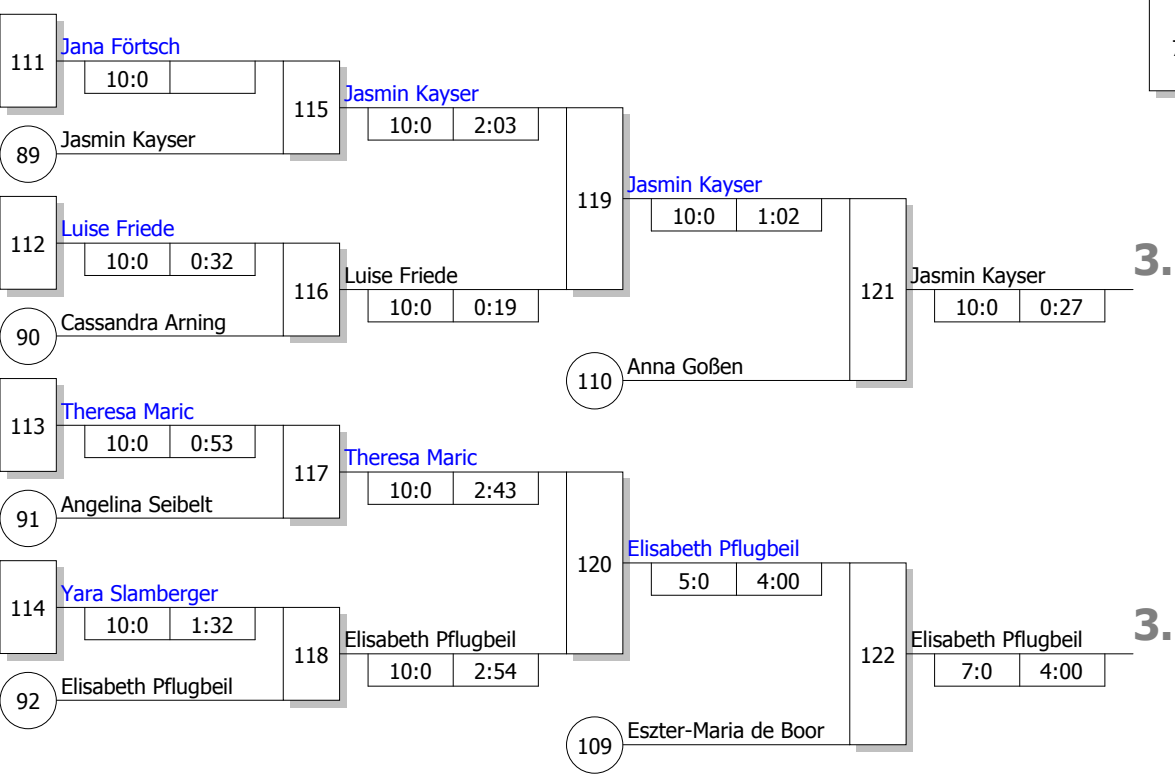 111
Jana Förtsch
10:0
89
Jasmin Kayser
115
Jasmin Kayser
10:0 2:03
112
Luise Friede
10:0 0:32
90
Cassandra Arning
116
Luise Friede
10:0 0:19
119
Jasmin Kayser
10:0 1:02
110
Anna Goßen
121
Jasmin Kayser
10:0 0:27
3.
113
Theresa Maric
10:0 0:53
91
Angelina Seibelt
117
Theresa Maric
10:0 2:43
114
Yara Slamberger
10:0 1:32
92
Elisabeth Pflugbeil
118
Elisabeth Pflugbeil
10:0 2:54
120
Elisabeth Pflugbeil
5:0 4:00
109
Eszter-Maria de Boor
122
Elisabeth Pflugbeil
7:0 4:00
3.